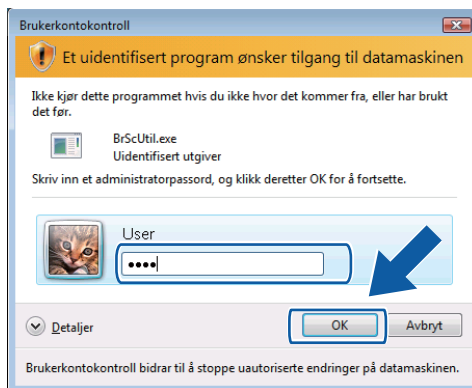 Brukerkontokontroll
Et uidentifisert program ønsker tilgang til datamaskinen
Ikke kjør dette programmet hvis du ikke hvor det kommer fra, eller har brukt
det før.
BrScUtil.exe
Uidentifisert utgiver
Skriv inn et administratorpassord, og klikk deretter OK for å fortsette.
User
••••
Detaljer
OK
Avbryt
Brukerkontokontroll bidrar til å stoppe uautoriserte endringer på datamaskinen.